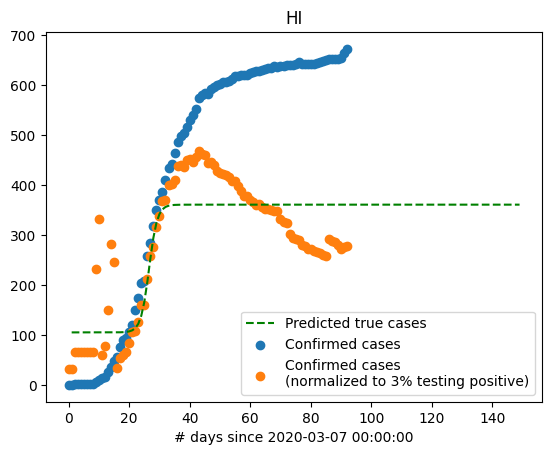 HI
700
600
500
400
300
200
100
0
Predicted true cases
Confirmed cases
Confirmed cases
(normalized to 3% testing positive)
0 20 40 60 80 100 120 140
# days since 2020-03-07 00:00:00